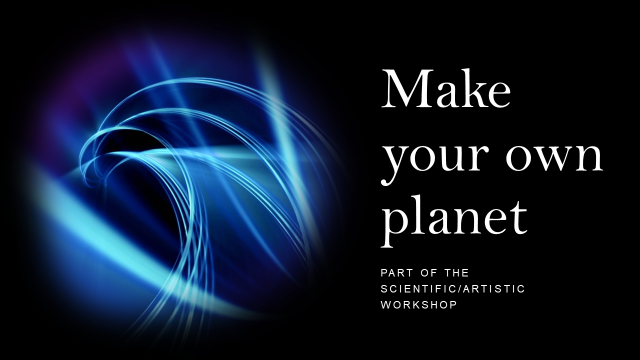 Make
your own
planet
PART OF THE
SCIENTIFIC/ARTISTIC
WORKSHOP